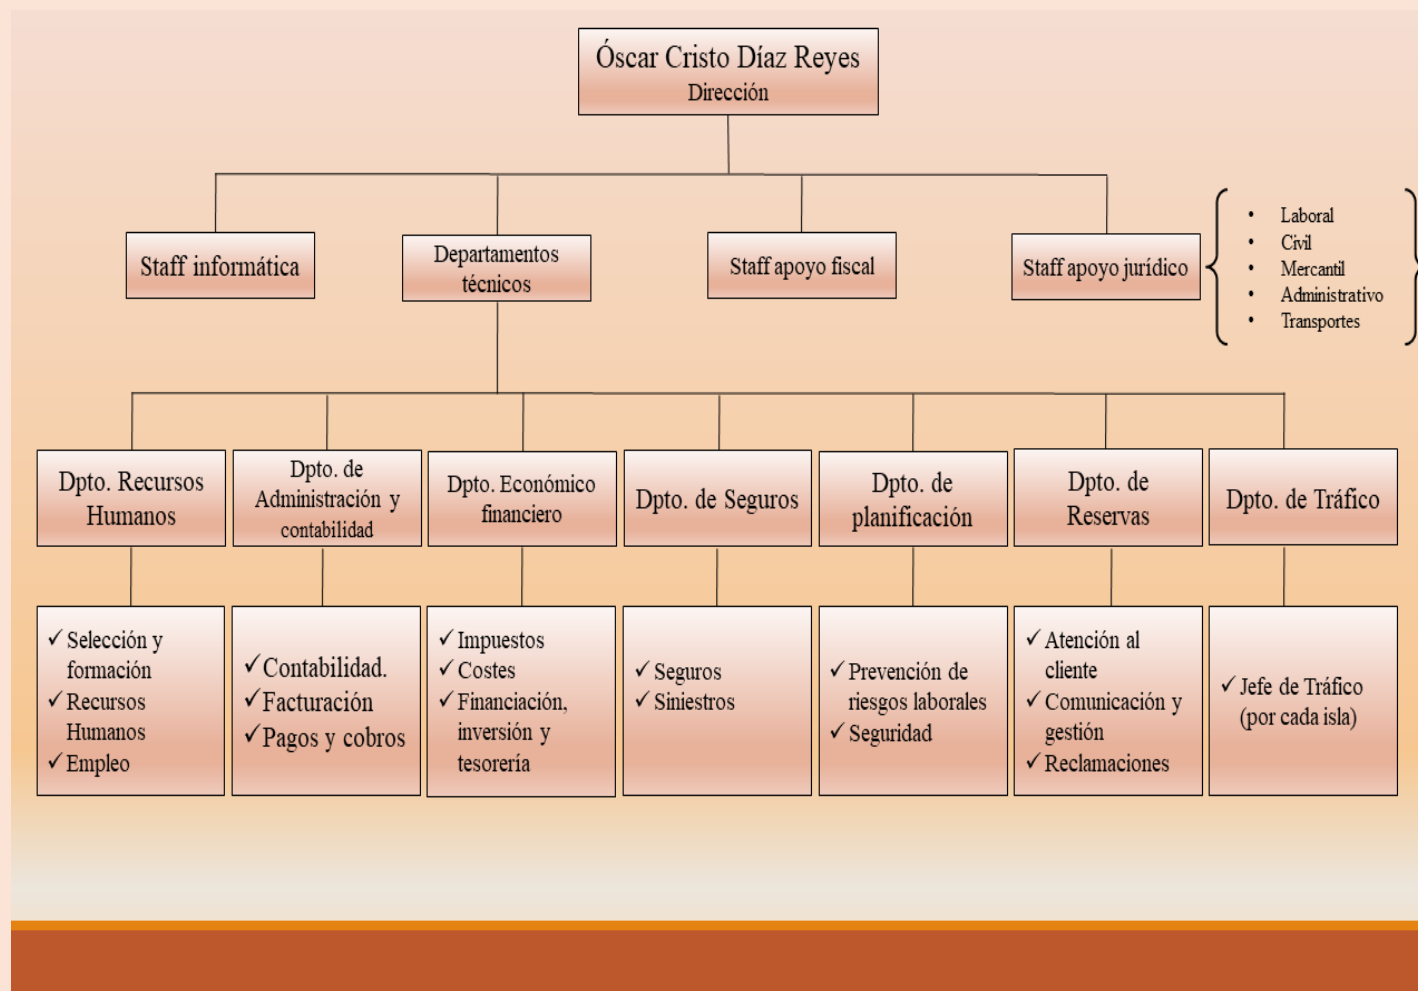 Óscar Cristo Díaz Reyes
Dirección
Staff informática
Departamentos
técnicos
Staff apoyo fiscal
Staff apoyo jurídico
• Laboral
• Civil
• Mercantil
• Administrativo
• Transportes
Dpto. Recursos
Humanos
Dpto. de
Administración y
contabilidad
Dpto. Económico
financiero
Dpto. de Seguros
Dpto. de
planificación
Dpto. de
Reservas
Dpto. de Tráfico
✓ Selección y
formación
✓ Recursos
Humanos
✓ Empleo
✓ Contabilidad.
✓ Facturación
✓ Pagos y cobros
✓ Impuestos
✓ Costes
✓ Financiación,
inversión y
tesorería
✓ Seguros
✓ Siniestros
✓ Prevención de
riesgos laborales
✓ Seguridad
✓ Atención al
cliente
✓ Comunicación y
gestión
✓ Reclamaciones
✓ Jefe de Tráfico
(por cada isla)